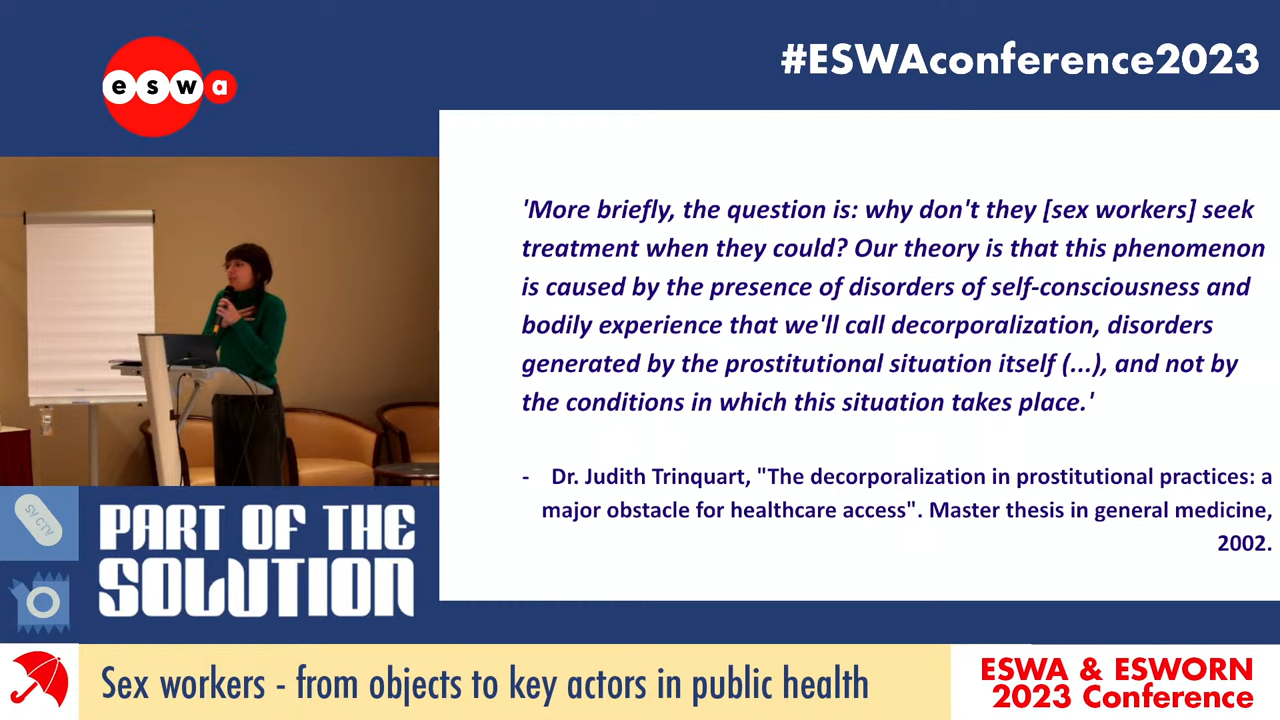 eswa
#ESWAconference2023
'More briefly, the question is: why don't they [sex workers] seek
treatment when they could? Our theory is that this phenomenon
is caused by the presence of disorders of self-consciousness and
bodily experience that we'll call decorporalization, disorders
generated by the prostitutional situation itself (...), and not by
the conditions in which this situation takes place.'
- Dr. Judith Trinquart, "The decorporalization in prostitutional practices: a
major obstacle for healthcare access". Master thesis in general medicine,
2002.
PART OF THE
SOLUTION
Sex workers - from objects to key actors in public health
ESWA & ESWORN
2023 Conference